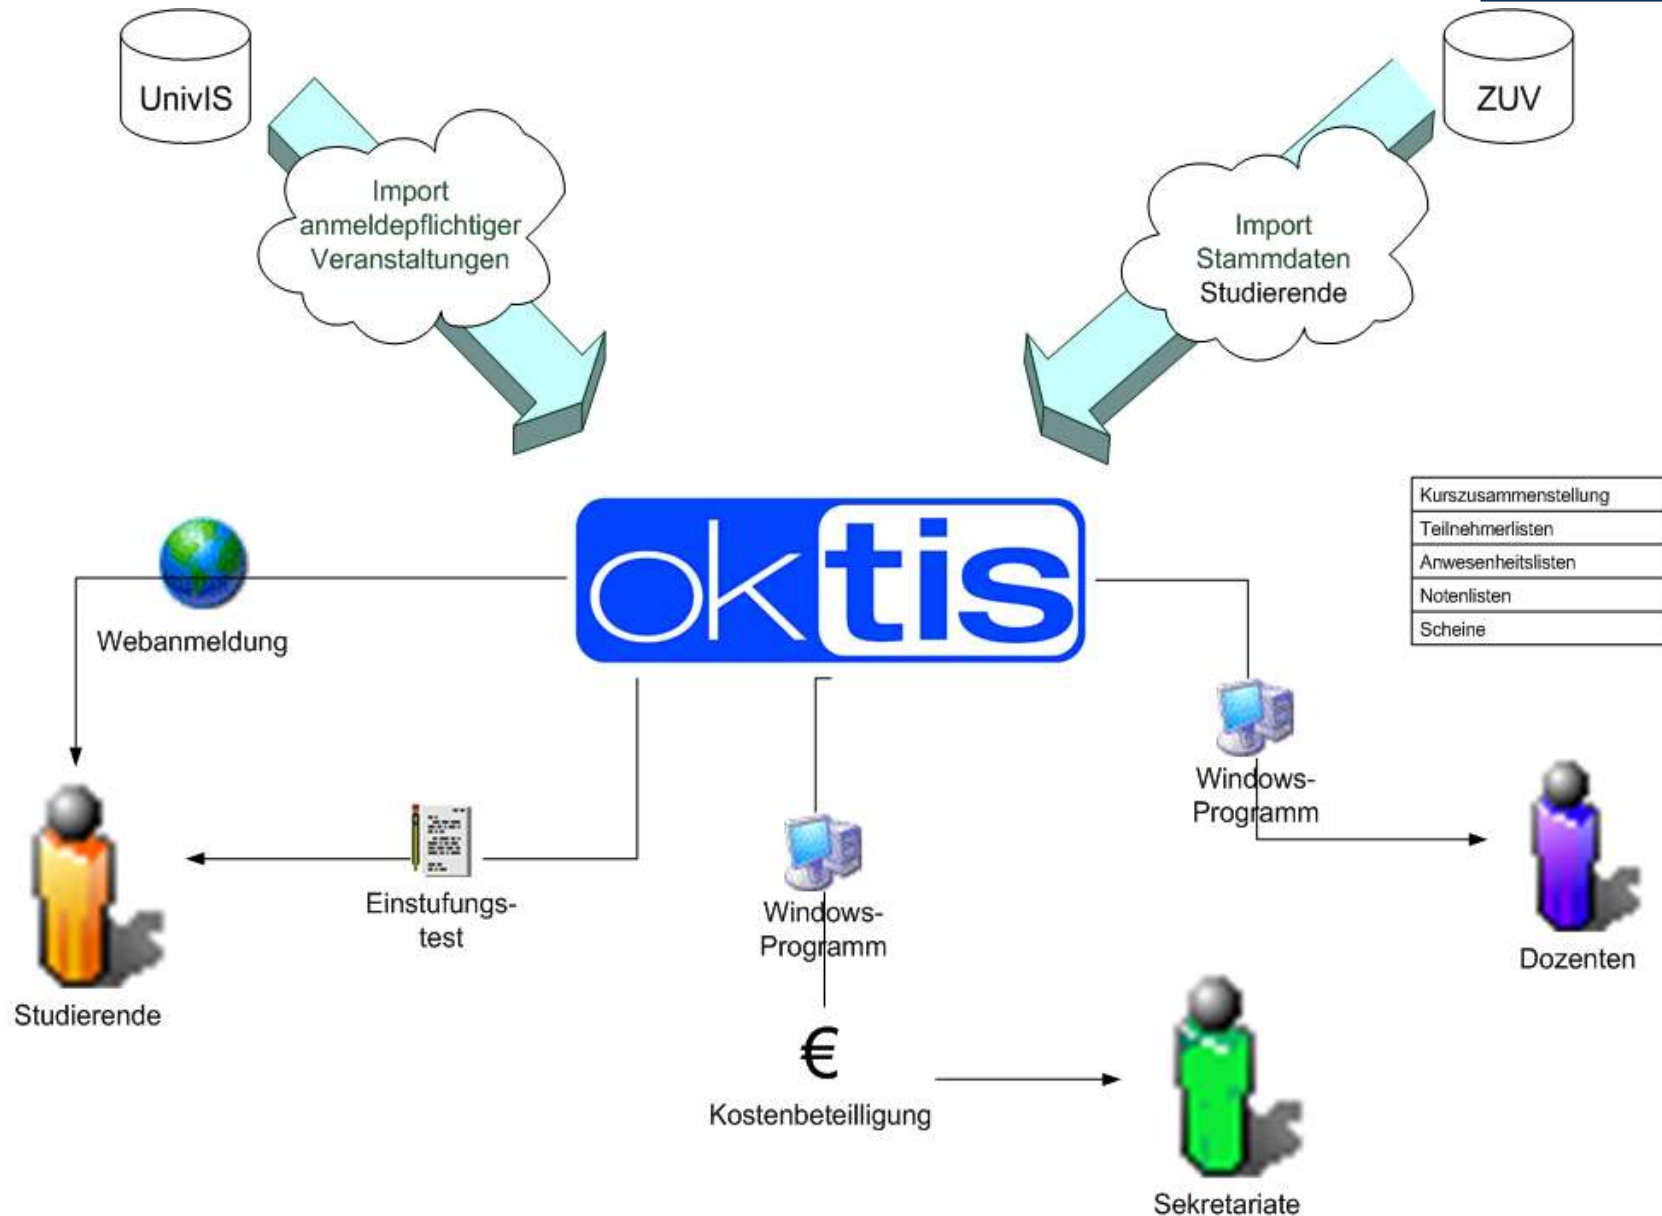 UnivIS
ZUV
Import
anmeldepflichtiger
Veranstaltungen
Import
Stammdaten
Studierende
oktis
Kurszusammenstellung
Teilnehmerlisten
Anwesenheitslisten
Notenlisten
Scheine
Webanmeldung
Windows-
Programm
Einstufungs-
test
Windows-
Programm
Dozenten
Studierende
€
Kostenbeteilligung
Sekretariate